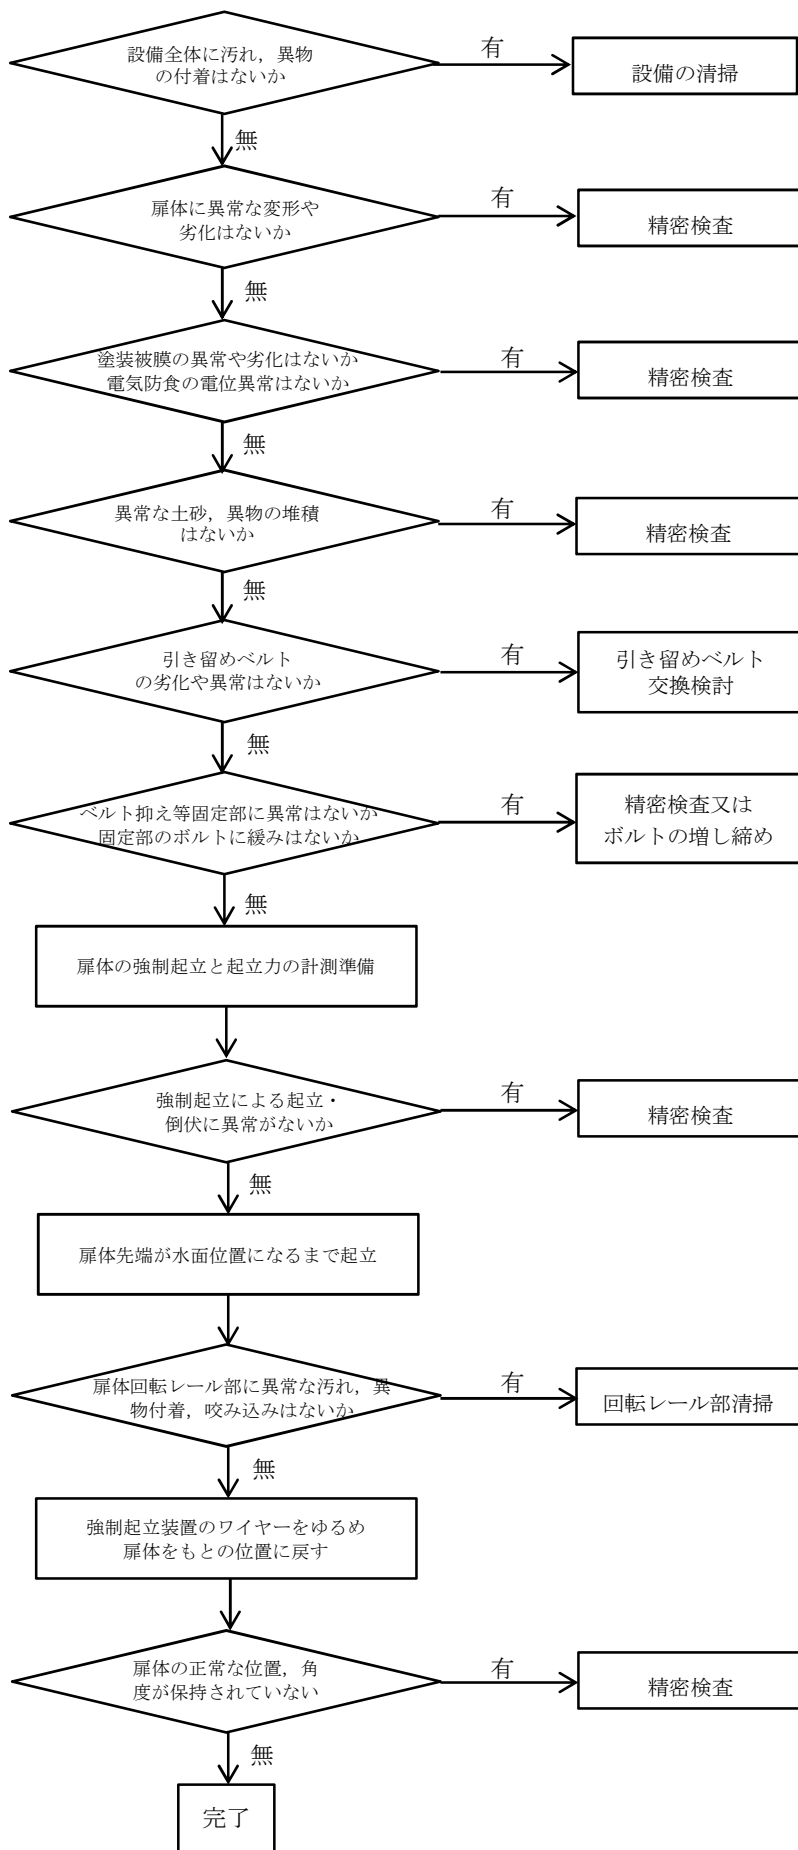 設備全体に汚れ，異物
の付着はないか
有
設備の清掃
無
扉体に異常な変形や
劣化はないか
有
精密検査
無
塗装被膜の異常や劣化はないか
電気防食の電位異常はないか
有
精密検査
無
異常な土砂，異物の堆積
はないか
有
精密検査
無
引き留めベルト
の劣化や異常はないか
有
引き留めベルト
交換検討
無
ベルト抑え等固定部に異常はないか
固定部のボルトに緩みはないか
有
精密検査又は
ボルトの増し締め
無
扉体の強制起立と起立力の計測準備
強制起立による起立・
倒伏に異常がないか
有
精密検査
無
扉体先端が水面位置になるまで起立
扉体回転レール部に異常な汚れ，異
物付着，咬み込みはないか
有
回転レール部清掃
無
強制起立装置のワイヤーをゆるめ
扉体をもとの位置に戻す
扉体の正常な位置，角
度が保持されていない
有
精密検査
無
完了